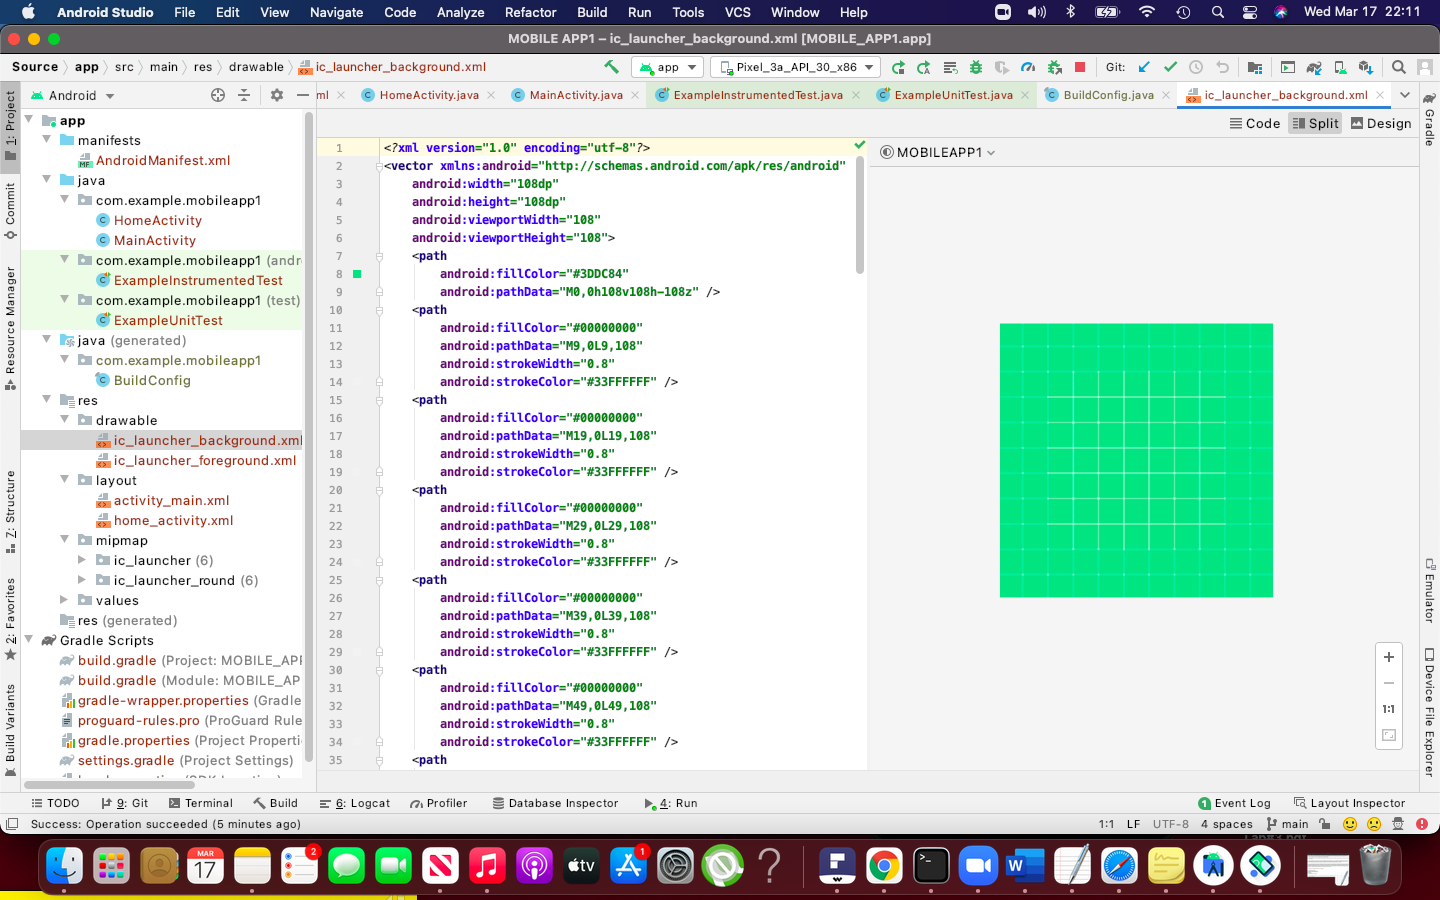 Android Studio File Edit View Navigate Code Analyze Refactor Build Run Tools VCS Window Help Wed Mar 17 22:11
MOBILE APP1 – ic_launcher_background.xml [MOBILE_APP1.app]
Source app src main res drawable ic_launcher_background.xml app Pixel_3a_API_30_x86 Git:
Android ml HomeActivity.java MainActivity.java ExampleInstrumentedTest.java ExampleUnitTest.java BuildConfig.java ic_launcher_background.xml
Code Split Design
MOBILEAPP1
1: Project
Commit
Resource Manager
Z: Structure
2: Favorites
Build Variants
app
manifests
AndroidManifest.xml
java
com.example.mobileapp1
HomeActivity
MainActivity
com.example.mobileapp1 (andr
ExampleInstrumentedTest
com.example.mobileapp1 (test)
ExampleUnitTest
java (generated)
com.example.mobileapp1
BuildConfig
res
drawable
ic_launcher_background.xml
ic_launcher_foreground.xml
layout
activity_main.xml
home_activity.xml
mipmap
ic_launcher (6)
ic_launcher_round (6)
values
res (generated)
Gradle Scripts
build.gradle (Project: MOBILE_APP
build.gradle (Module: MOBILE_AP
gradle-wrapper.properties (Gradle
proguard-rules.pro (ProGuard Rule
gradle.properties (Project Properti
settings.gradle (Project Settings)
1 <?xml version="1.0" encoding="utf-8"?>
2 <vector xmlns:android="http://schemas.android.com/apk/res/android"
3 android:width="108dp"
4 android:height="108dp"
5 android:viewportWidth="108"
6 android:viewportHeight="108">
7 <path
8 android:fillColor="#3DDC84"
9 android:pathData="M0,0h108v108h-108z" />
10 <path
11 android:fillColor="#00000000"
12 android:pathData="M9,0L9,108"
13 android:strokeWidth="0.8"
14 android:strokeColor="#33FFFFFF" />
15 <path
16 android:fillColor="#00000000"
17 android:pathData="M19,0L19,108"
18 android:strokeWidth="0.8"
19 android:strokeColor="#33FFFFFF" />
20 <path
21 android:fillColor="#00000000"
22 android:pathData="M29,0L29,108"
23 android:strokeWidth="0.8"
24 android:strokeColor="#33FFFFFF" />
25 <path
26 android:fillColor="#00000000"
27 android:pathData="M39,0L39,108"
28 android:strokeWidth="0.8"
29 android:strokeColor="#33FFFFFF" />
30 <path
31 android:fillColor="#00000000"
32 android:pathData="M49,0L49,108"
33 android:strokeWidth="0.8"
34 android:strokeColor="#33FFFFFF" />
35 <path
1:1
Gradle
Emulator
Device File Explorer
TODO 9: Git Terminal Build 6: Logcat Profiler Database Inspector 4: Run 1 Event Log Layout Inspector
Success: Operation succeeded (5 minutes ago) 1:1 LF UTF-8 4 spaces main
MAR
17
2
tv
1
W